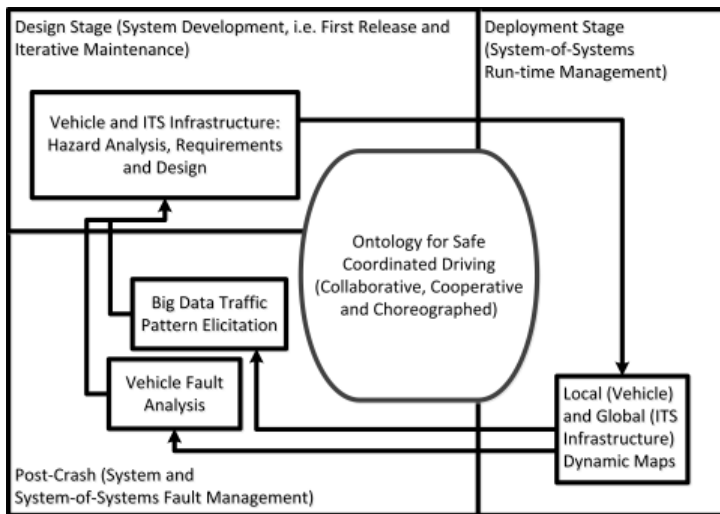 Design Stage (System Development, i.e. First Release and
Iterative Maintenance)
Deployment Stage
(System-of-Systems
Run-time Management)
Vehicle and ITS Infrastructure:
Hazard Analysis, Requirements
and Design
Ontology for Safe
Coordinated Driving
(Collaborative, Cooperative
and Choreographed)
Big Data Traffic
Pattern Elicitation
Vehicle Fault
Analysis
Local (Vehicle)
and Global (ITS
Infrastructure)
Dynamic Maps
Post-Crash (System and
System-of-Systems Fault Management)